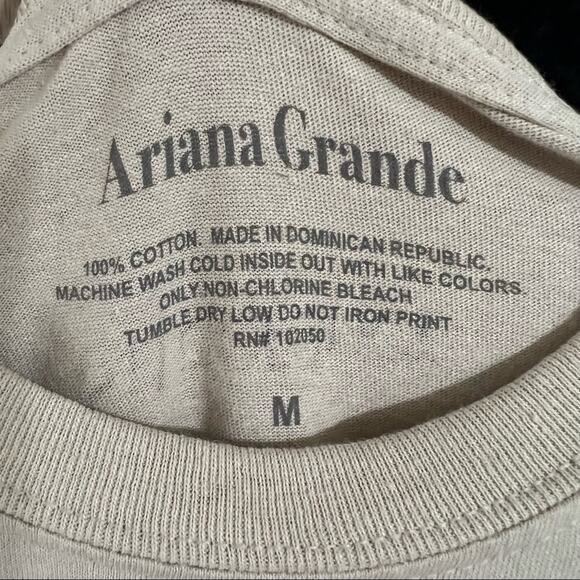 Ariana Grande
100% COTTON. MADE IN DOMINICAN REPUBLIC.
MACHINE WASH COLD INSIDE OUT WITH LIKE COLORS
ONLY NON-CHLORINE BLEACH
TUMBLE DRY LOW DO NOT IRON PRINT
RN# 102050
M